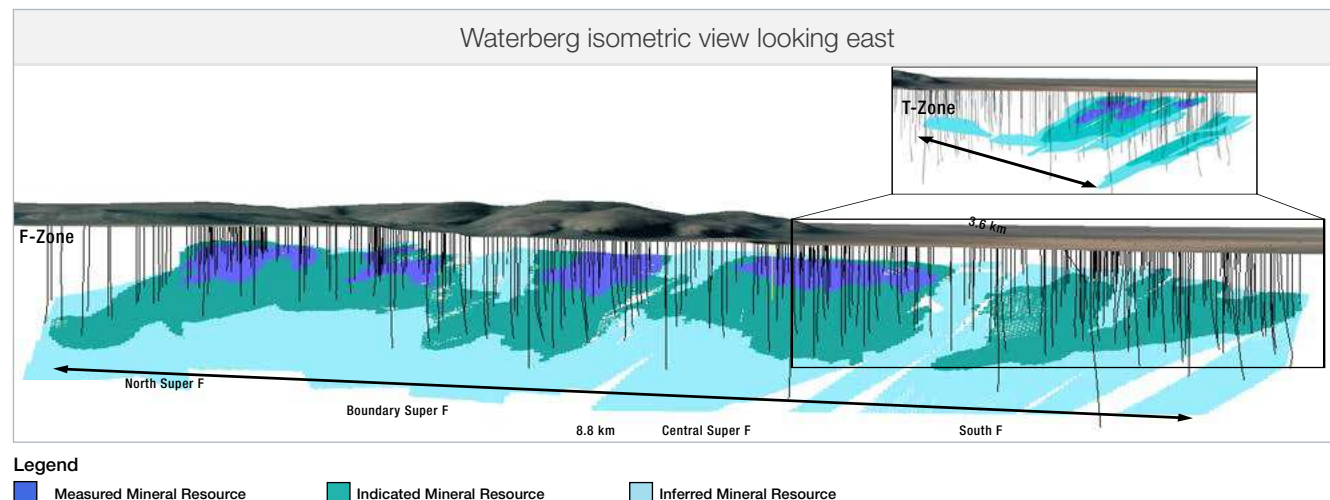 Waterberg isometric view looking east
T-Zone
3.6 km
F-Zone
North Super F
Boundary Super F
8.8 km
Central Super F
South F
Legend
Measured Mineral Resource
Indicated Mineral Resource
Inferred Mineral Resource